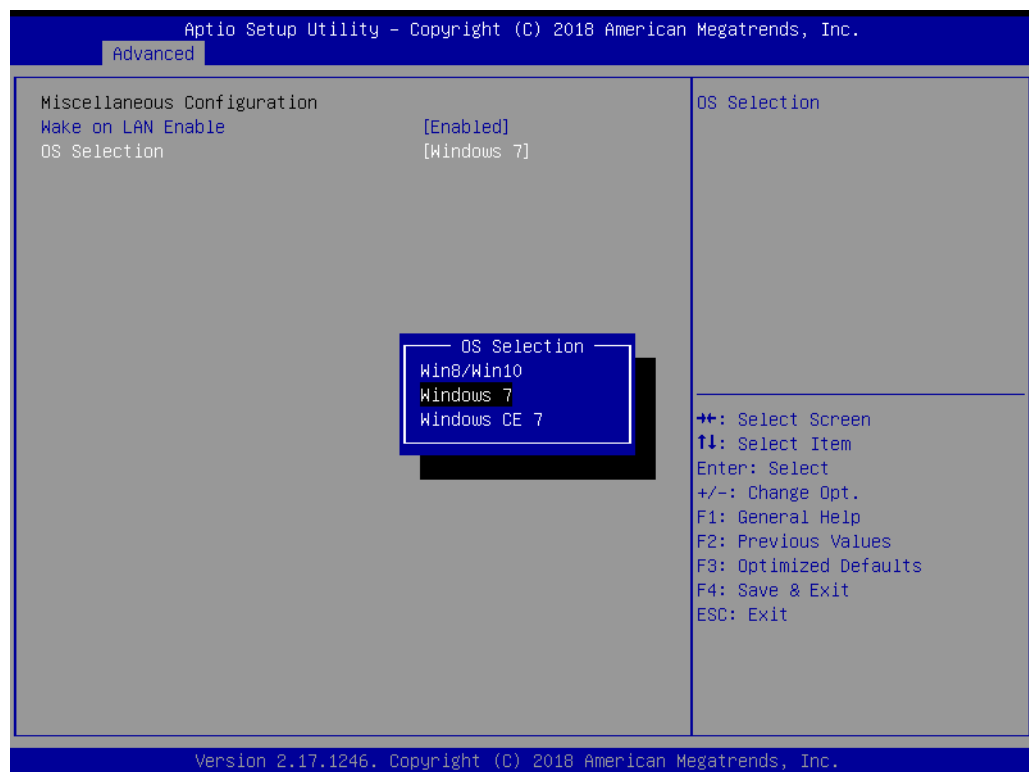 Aptio Setup Utility – Copyright (C) 2018 American Megatrends, Inc.
Advanced
Miscellaneous Configuration
Wake on LAN Enable [Enabled]
OS Selection [Windows 7]
OS Selection
OS Selection
Win8/Win10
Windows 7
Windows CE 7
→←: Select Screen
↑↓: Select Item
Enter: Select
+/-: Change Opt.
F1: General Help
F2: Previous Values
F3: Optimized Defaults
F4: Save & Exit
ESC: Exit
Version 2.17.1246. Copyright (C) 2018 American Megatrends, Inc.